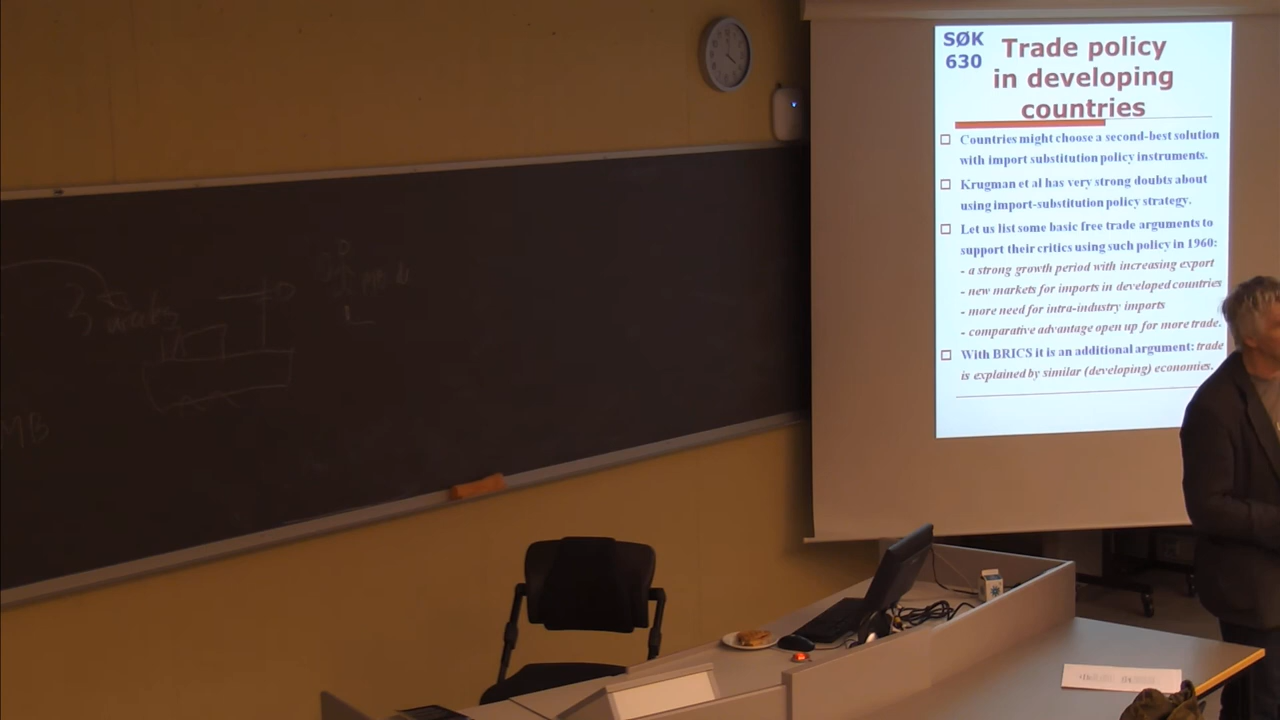 3 weeks
MB
SØK
630
Trade policy
in developing
countries
Countries might choose a second-best solution
with import substitution policy instruments.
Krugman et al has very strong doubts about
using import-substitution policy strategy.
Let us list some basic free trade arguments to
support their critics using such policy in 1960:
- a strong growth period with increasing export
- new markets for imports in developed countries
- more need for intra-industry imports
- comparative advantage open up for more trade.
With BRICS it is an additional argument: trade
is explained by similar (developing) economies.